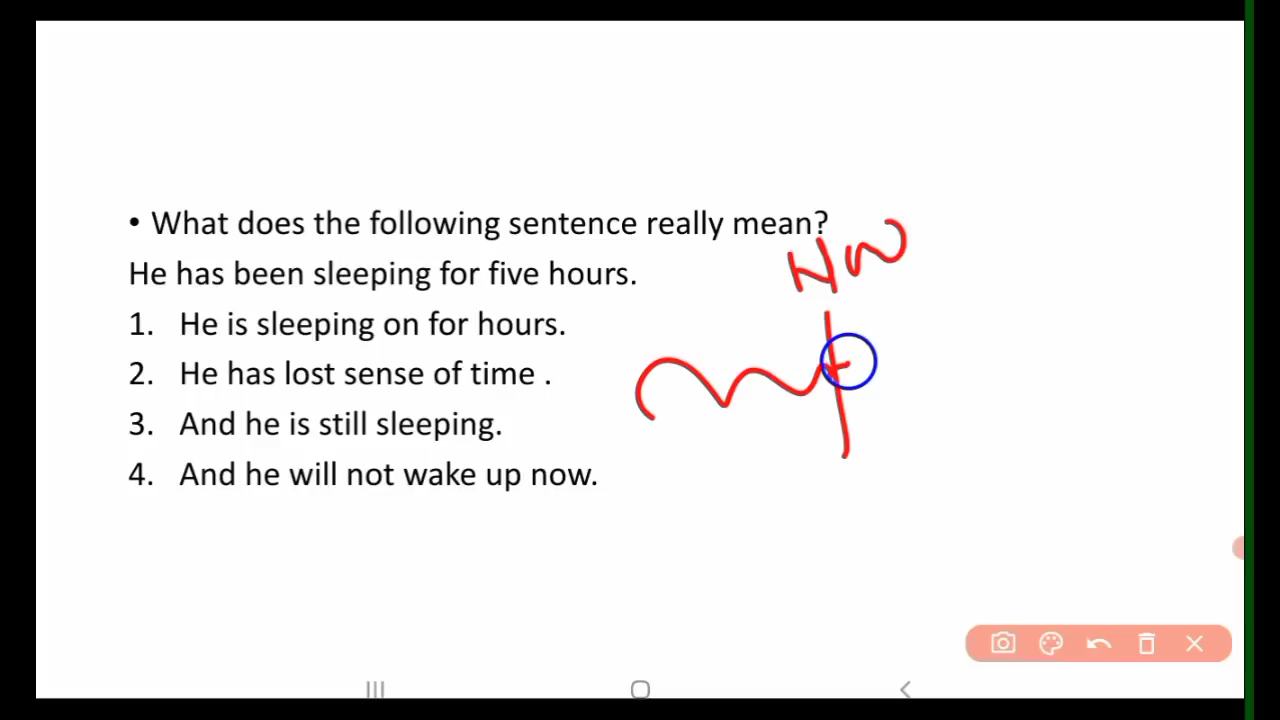 • What does the following sentence really mean?
He has been sleeping for five hours.
1. He is sleeping on for hours.
2. He has lost sense of time .
3. And he is still sleeping.
4. And he will not wake up now.